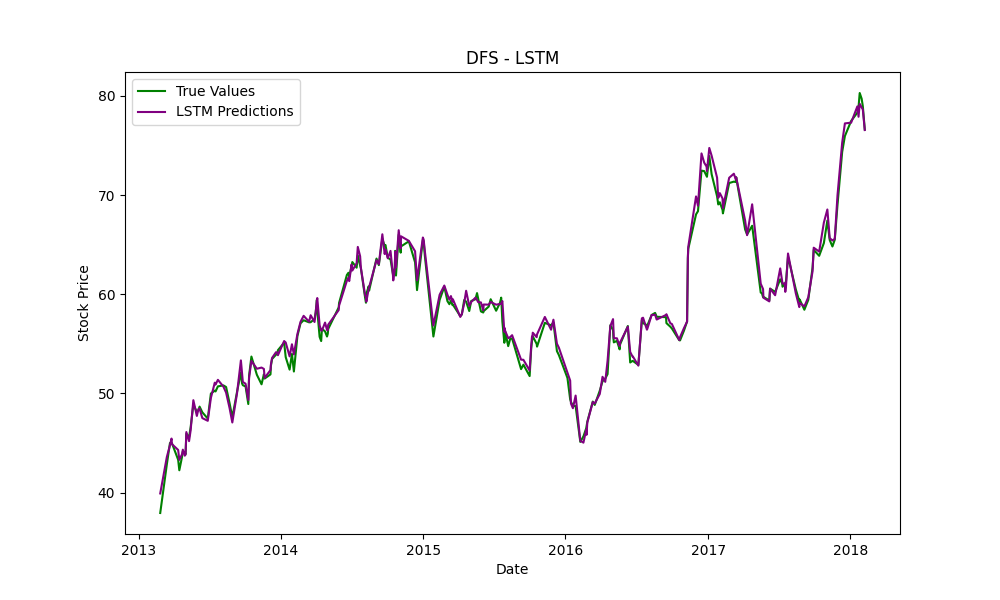 DFS - LSTM
True Values
LSTM Predictions
80
70
60
50
40
Stock Price
2013 2014 2015 2016 2017 2018
Date